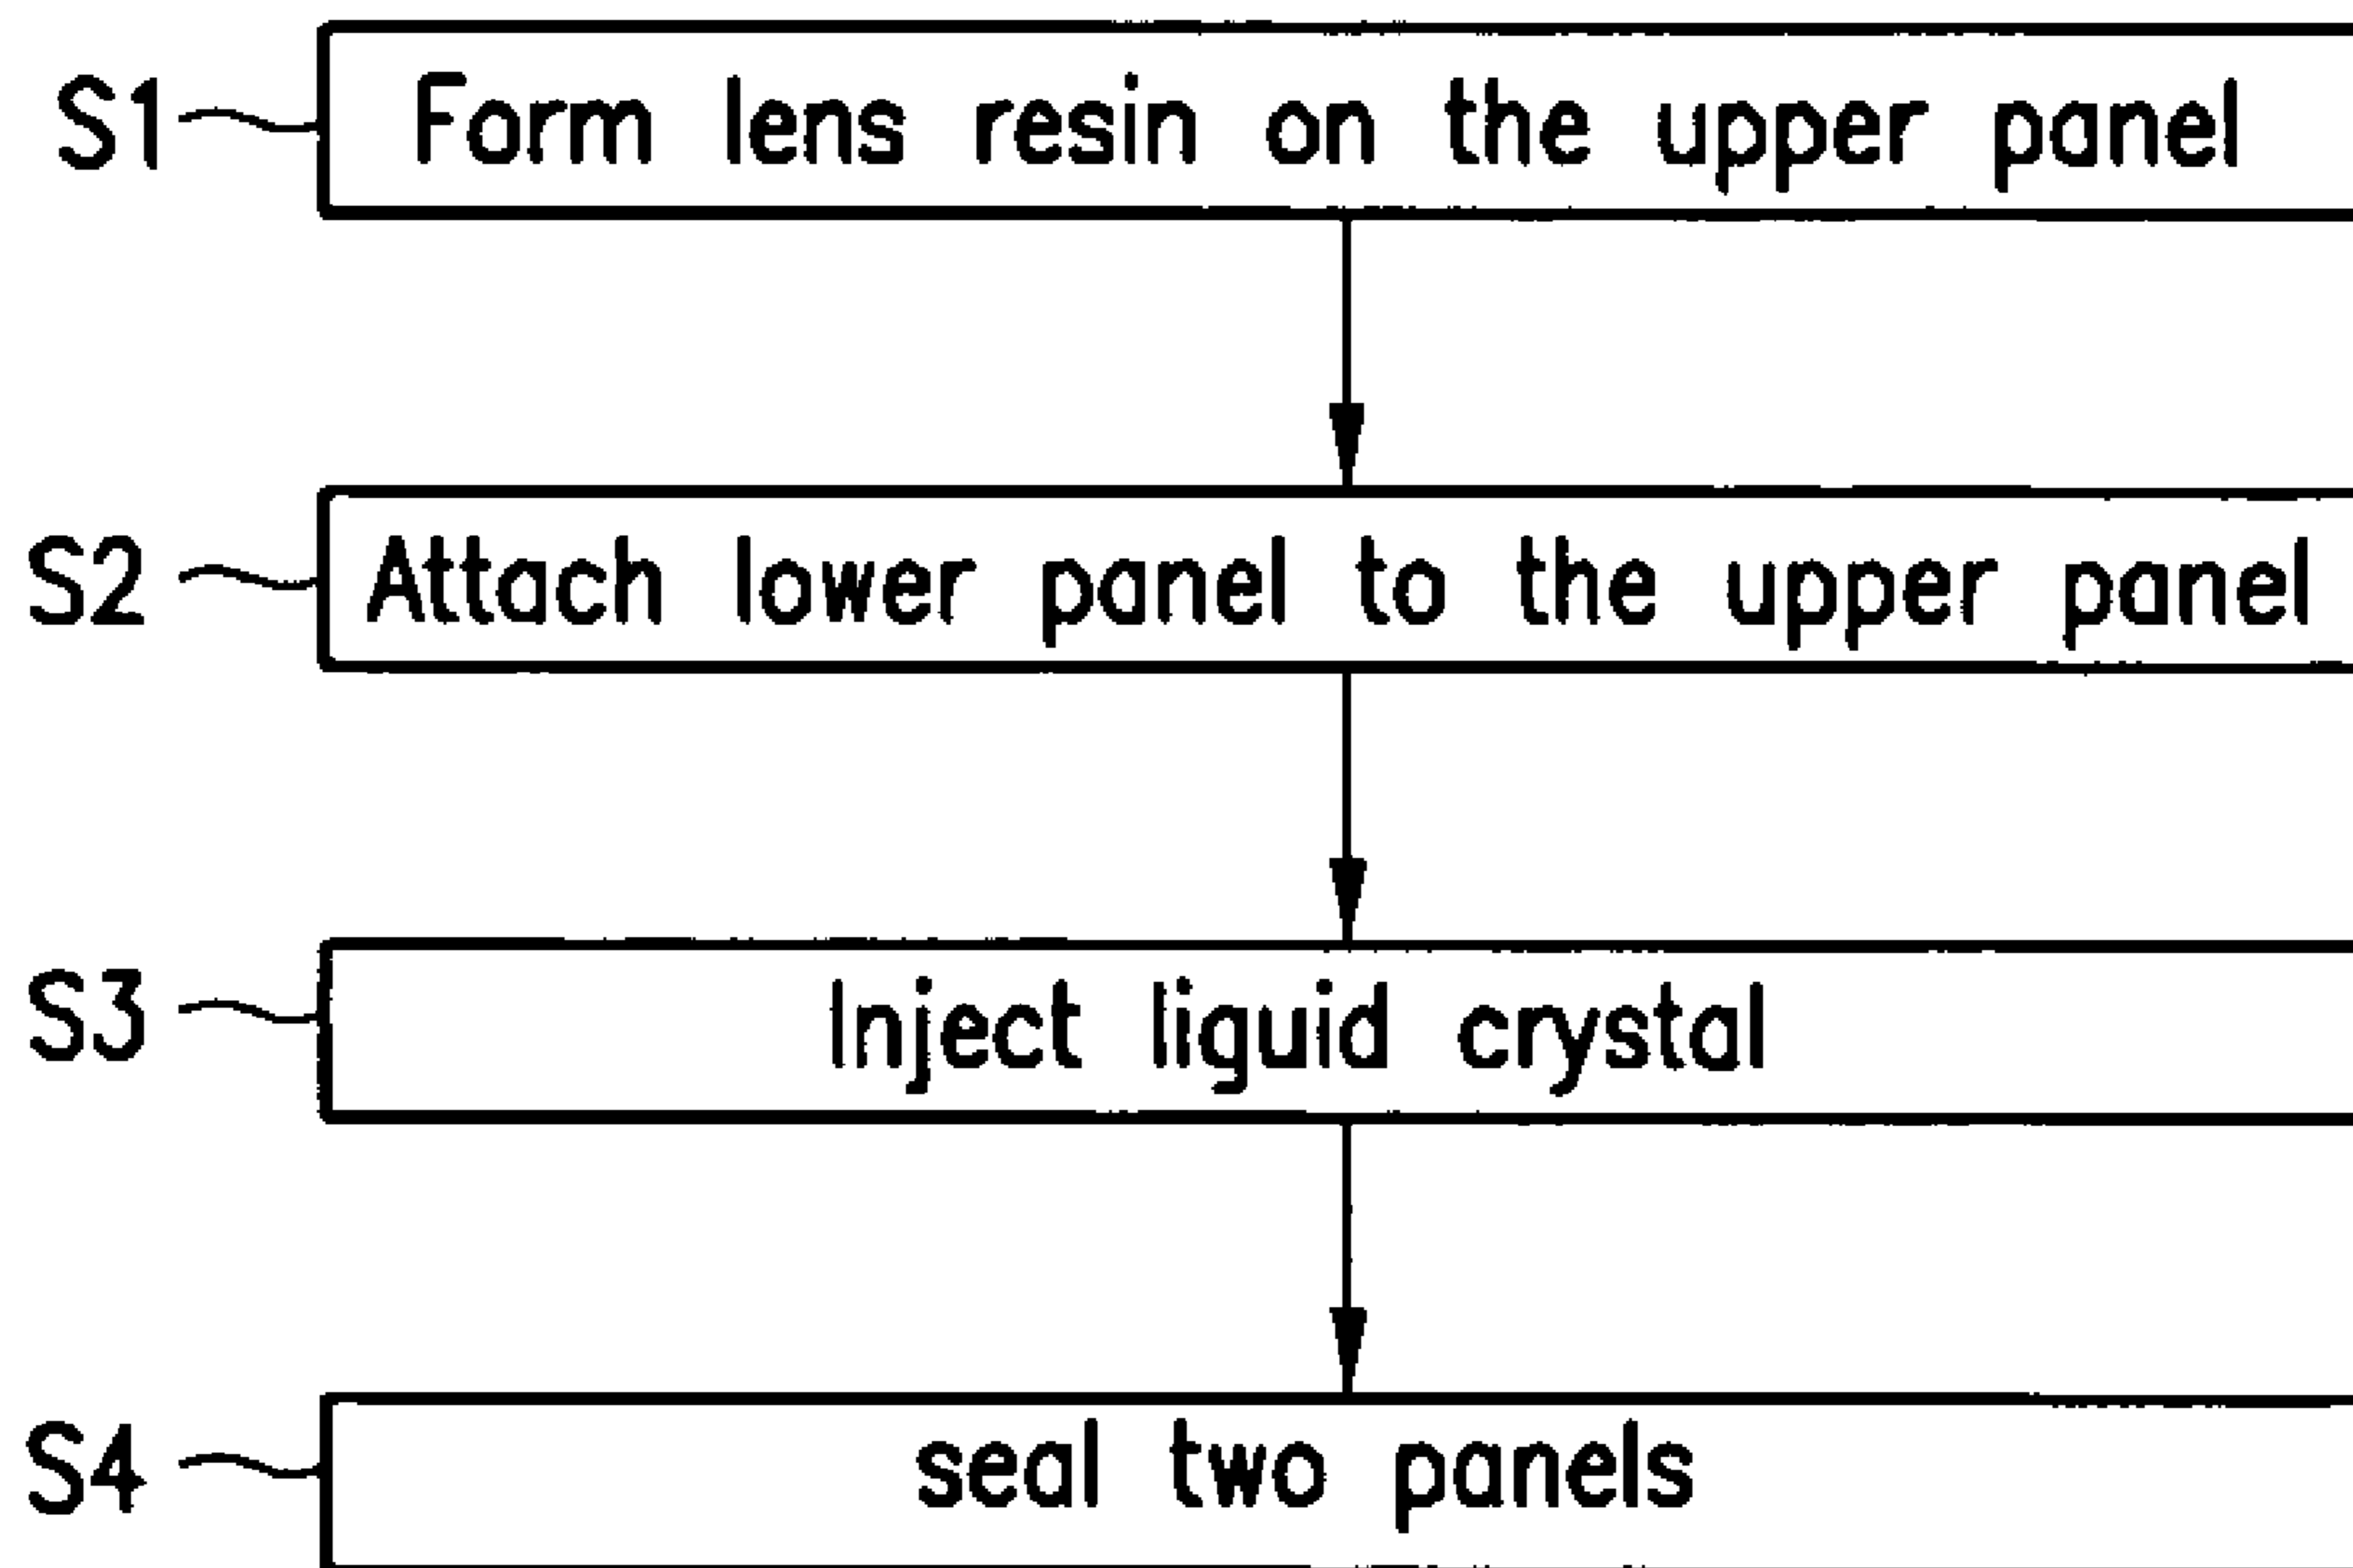 S1 Form lens resin on the upper panel
S2 Attach lower panel to the upper panel
S3 Inject liguid crystal
S4 seal two panels